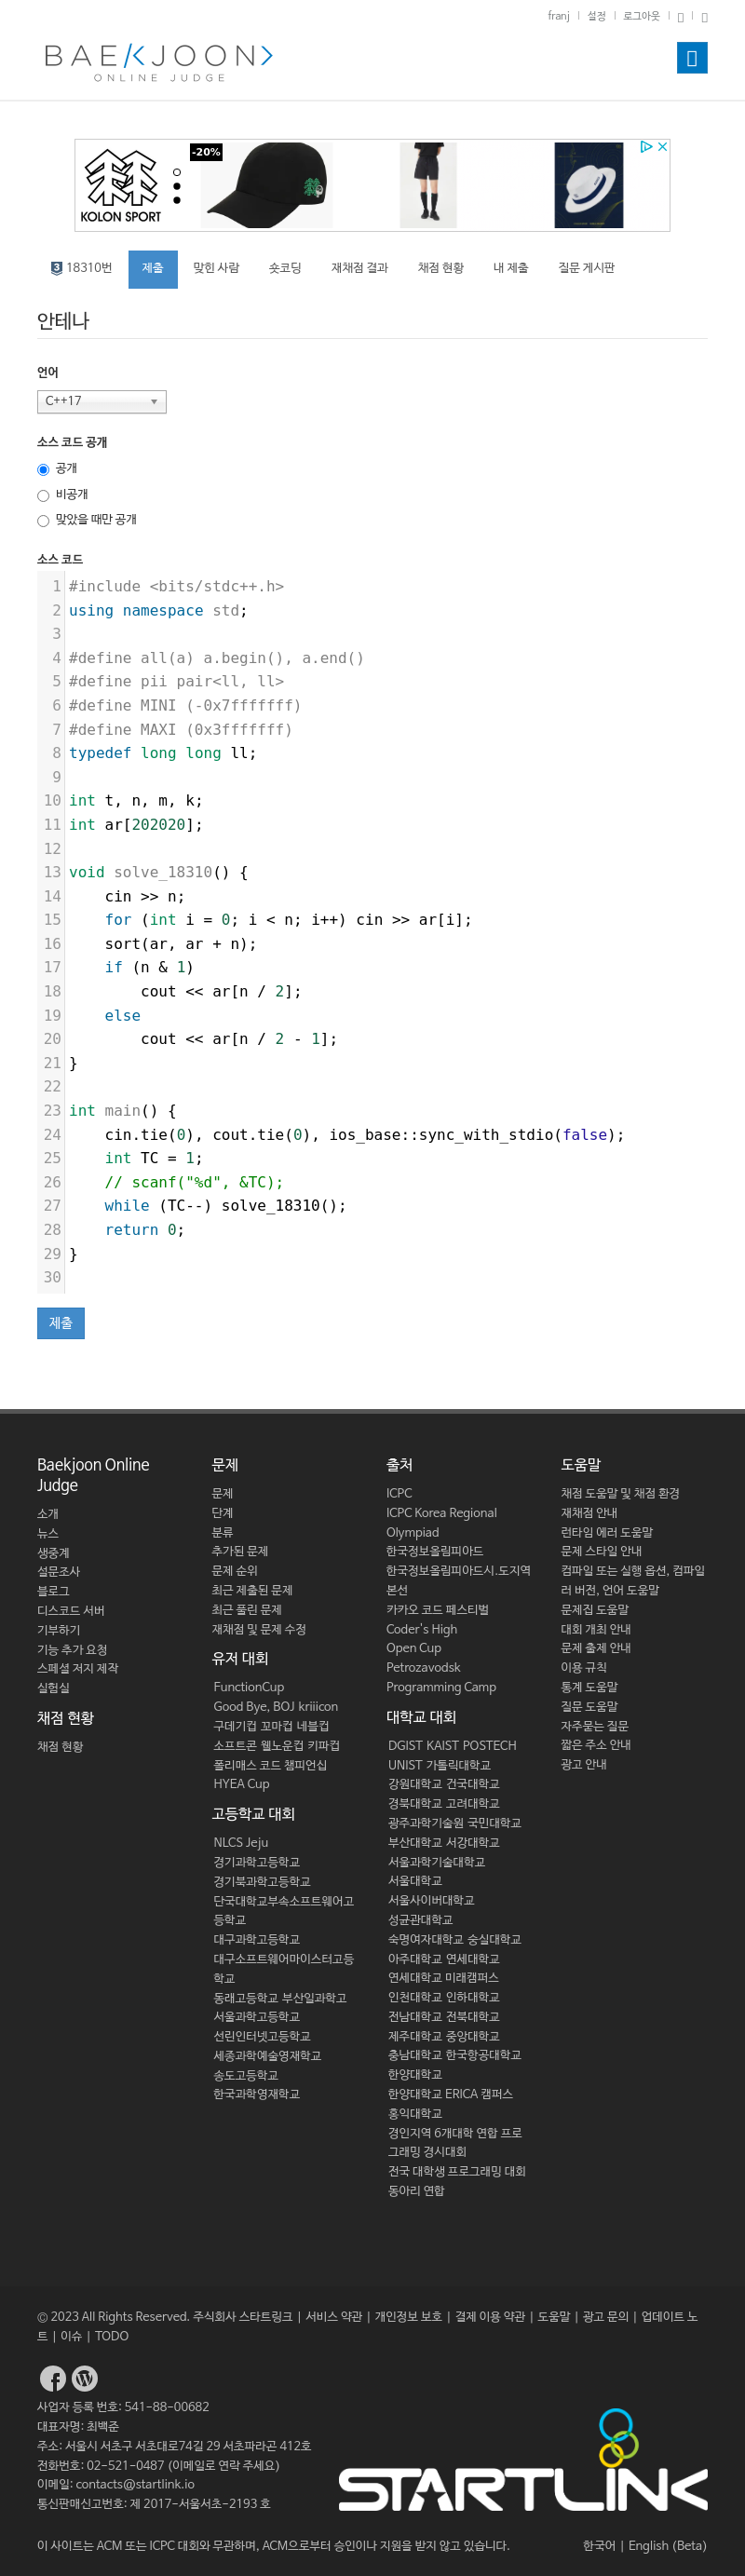 franj | 설정 | 로그아웃
BAEKJOON>
ONLINE JUDGE
KOLON SPORT
-20%
3 18310번 제출 맞힌 사람 숏코딩 재채점 결과 채점 현황 내 제출 질문 게시판
안테나
언어
C++17
소스 코드 공개
공개
비공개
맞았을 때만 공개
소스 코드
1 #include <bits/stdc++.h>
2 using namespace std;
3
4 #define all(a) a.begin(), a.end()
5 #define pii pair<ll, ll>
6 #define MINI (-0x7fffffff)
7 #define MAXI (0x3fffffff)
8 typedef long long ll;
9
10 int t, n, m, k;
11 int ar[202020];
12
13 void solve_18310() {
14     cin >> n;
15     for (int i = 0; i < n; i++) cin >> ar[i];
16     sort(ar, ar + n);
17     if (n & 1)
18         cout << ar[n / 2];
19     else
20         cout << ar[n / 2 - 1];
21 }
22
23 int main() {
24     cin.tie(0), cout.tie(0), ios_base::sync_with_stdio(false);
25     int TC = 1;
26     // scanf("%d", &TC);
27     while (TC--) solve_18310();
28     return 0;
29 }
30
제출
Baekjoon Online
Judge
소개
뉴스
생중계
설문조사
블로그
디스코드 서버
기부하기
기능 추가 요청
스페셜 저지 제작
실험실
채점 현황
채점 현황
문제
문제
단계
분류
추가된 문제
문제 순위
최근 제출된 문제
최근 풀린 문제
재채점 및 문제 수정
유저 대회
FunctionCup
Good Bye, BOJ kriiicon
구데기컵 꼬마컵 네블컵
소프트콘 웰노운컵 키파컵
폴리매스 코드 챔피언십
HYEA Cup
고등학교 대회
NLCS Jeju
경기과학고등학교
경기북과학고등학교
단국대학교부속소프트웨어고
등학교
대구과학고등학교
대구소프트웨어마이스터고등
학교
동래고등학교 부산일과학고
서울과학고등학교
선린인터넷고등학교
세종과학예술영재학교
송도고등학교
한국과학영재학교
출처
ICPC
ICPC Korea Regional
Olympiad
한국정보올림피아드
한국정보올림피아드시.도지역
본선
카카오 코드 페스티벌
Coder's High
Open Cup
Petrozavodsk
Programming Camp
대학교 대회
DGIST KAIST POSTECH
UNIST 가톨릭대학교
강원대학교 건국대학교
경북대학교 고려대학교
광주과학기술원 국민대학교
부산대학교 서강대학교
서울과학기술대학교
서울대학교
서울사이버대학교
성균관대학교
숙명여자대학교 숭실대학교
아주대학교 연세대학교
연세대학교 미래캠퍼스
인천대학교 인하대학교
전남대학교 전북대학교
제주대학교 중앙대학교
충남대학교 한국항공대학교
한양대학교
한양대학교 ERICA 캠퍼스
홍익대학교
경인지역 6개대학 연합 프로
그래밍 경시대회
전국 대학생 프로그래밍 대회
동아리 연합
도움말
채점 도움말 및 채점 환경
재채점 안내
런타임 에러 도움말
문제 스타일 안내
컴파일 또는 실행 옵션, 컴파일
러 버전, 언어 도움말
문제집 도움말
대회 개최 안내
문제 출제 안내
이용 규칙
통계 도움말
질문 도움말
자주묻는 질문
짧은 주소 안내
광고 안내
© 2023 All Rights Reserved. 주식회사 스타트링크 | 서비스 약관 | 개인정보 보호 | 결제 이용 약관 | 도움말 | 광고 문의 | 업데이트 노
트 | 이슈 | TODO
사업자 등록 번호: 541-88-00682
대표자명: 최백준
주소: 서울시 서초구 서초대로74길 29 서초파라곤 412호
전화번호: 02-521-0487 (이메일로 연락 주세요)
이메일: contacts@startlink.io
통신판매신고번호: 제 2017-서울서초-2193 호
STARTLINK
이 사이트는 ACM 또는 ICPC 대회와 무관하며, ACM으로부터 승인이나 지원을 받지 않고 있습니다.
한국어 | English (Beta)